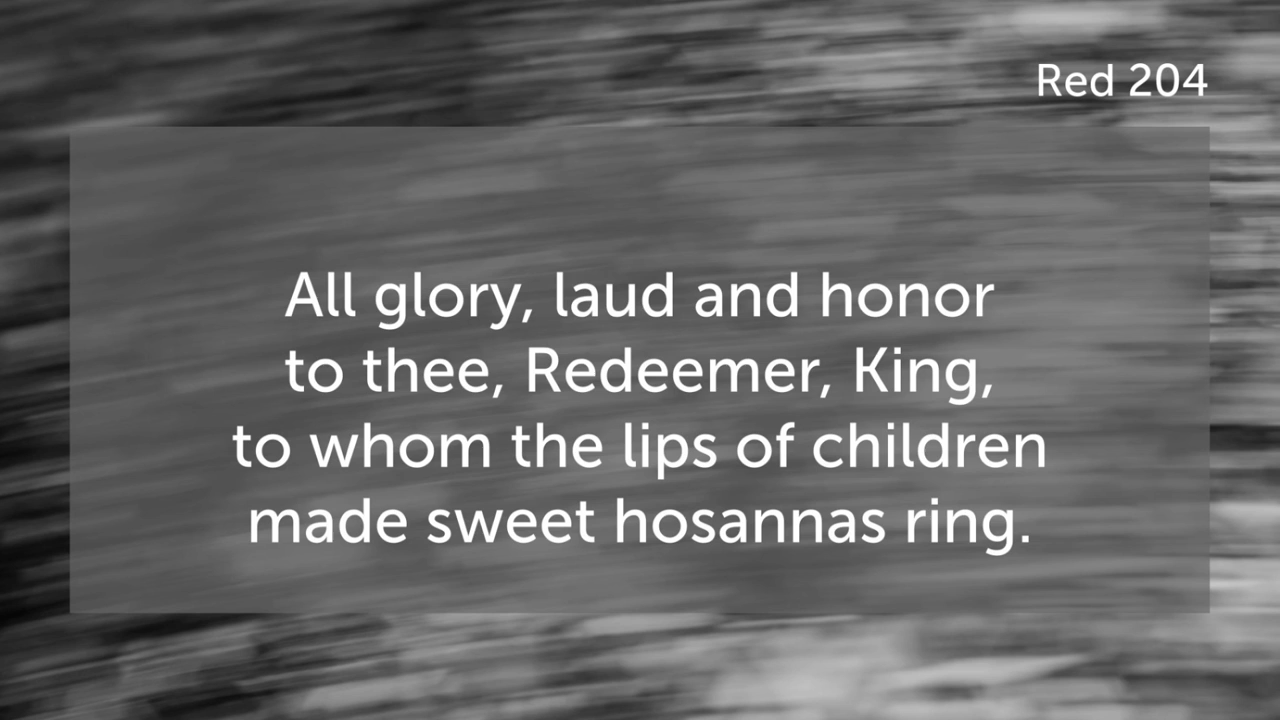 Red 204
All glory, laud and honor
to thee, Redeemer, King,
to whom the lips of children
made sweet hosannas ring.